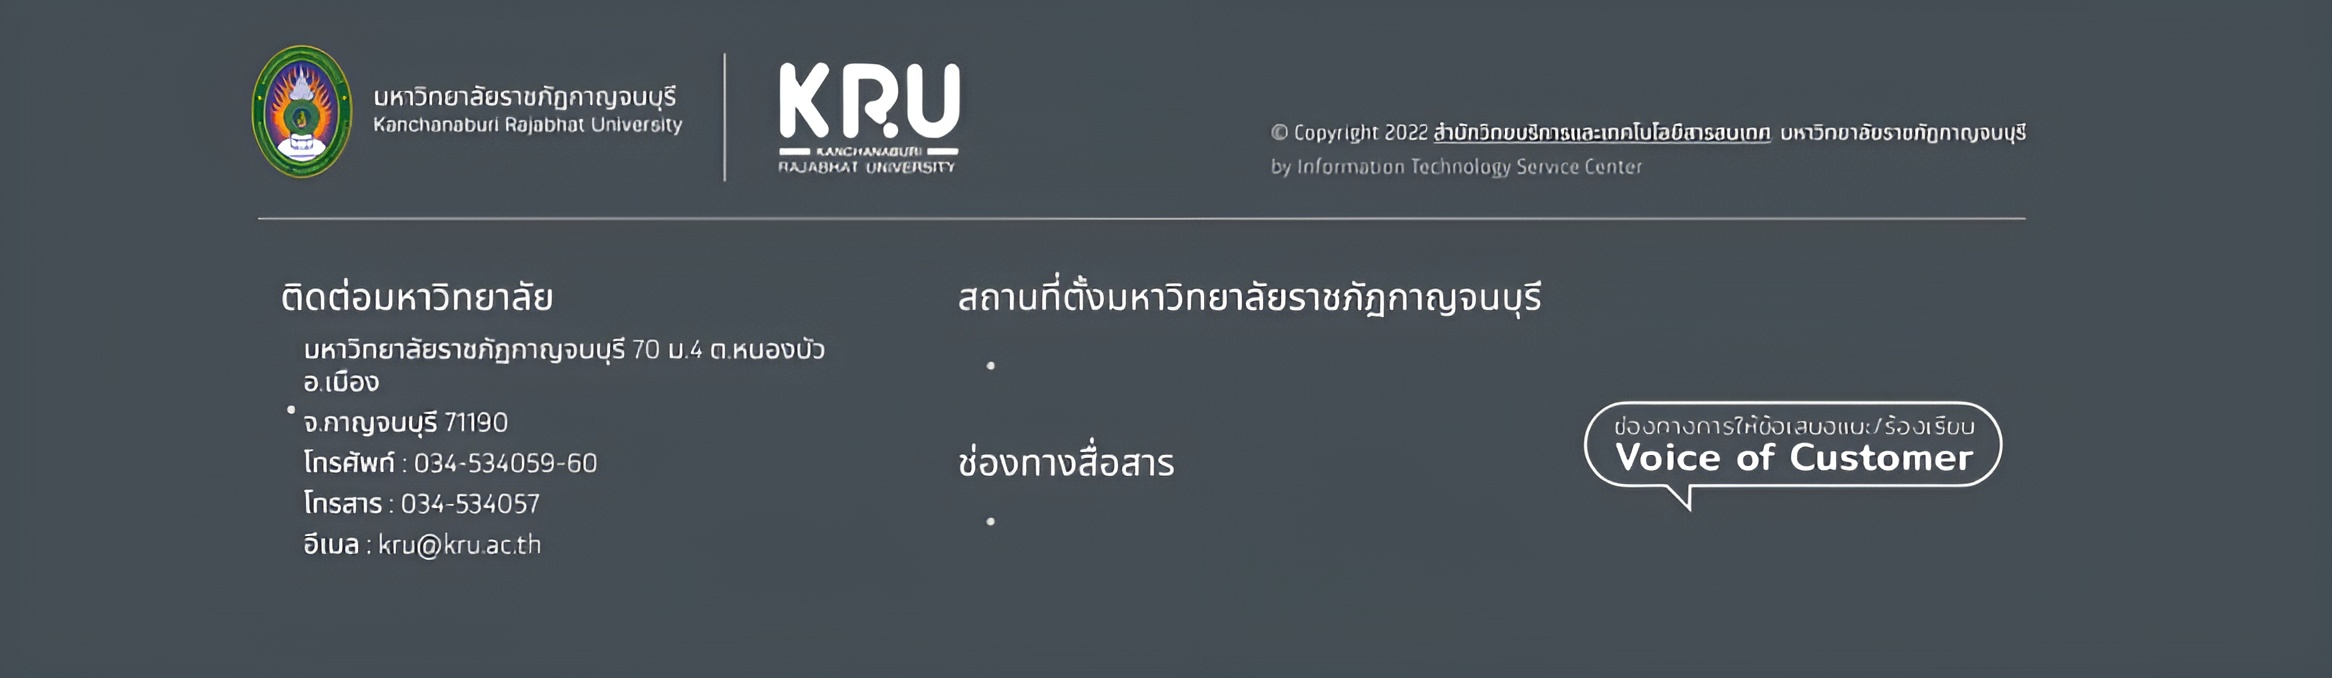 มหาวิทยาลัยราชภัฏกาญจนบุรี
Kanchanaburi Rajabhat University
KRU
KANCHANABURI
RAJABHAT UNIVERSITY
© Copyright 2022 สำนักวิทยบริการและเทคโนโลยีสารสนเทศ มหาวิทยาลัยราชภัฏกาญจนบุรี
by Information Technology Service Center
ติดต่อมหาวิทยาลัย
มหาวิทยาลัยราชภัฏกาญจนบุรี 70 ม.4 ต.หนองบัว
อ.เมือง
จ.กาญจนบุรี 71190
โทรศัพท์ : 034-534059-60
โทรสาร : 034-534057
อีเมล : kru@kru.ac.th
สถานที่ตั้งมหาวิทยาลัยราชภัฏกาญจนบุรี
ช่องทางสื่อสาร
ช่องทางการให้ข้อเสนอแนะ/ร้องเรียน
Voice of Customer